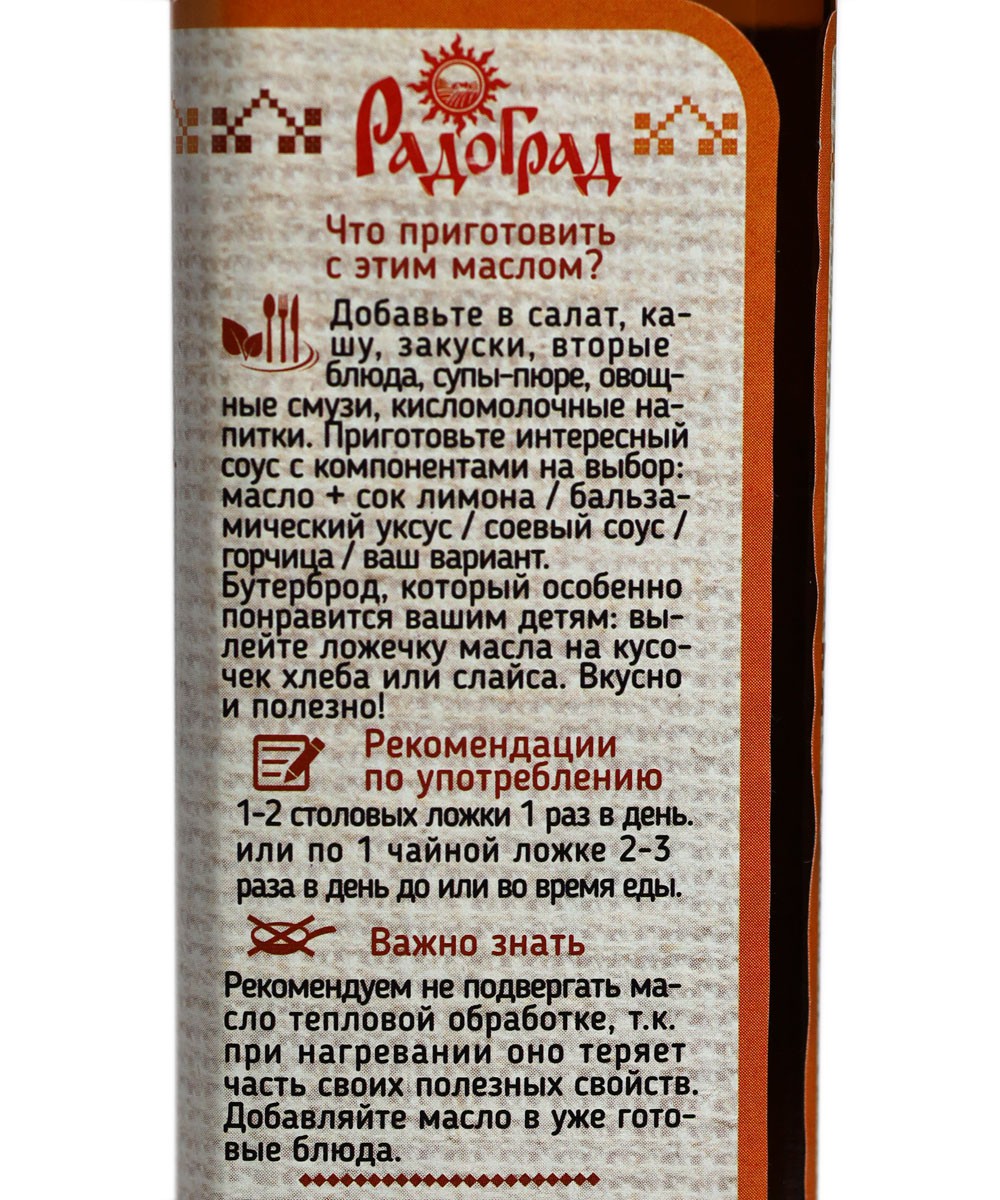 РадоГрад
Что приготовить
с этим маслом?
Добавьте в салат, ка-
шу, закуски, вторые
блюда, супы-пюре, овощ-
ные смузи, кисломолочные на-
питки. Приготовьте интересный
соус с компонентами на выбор:
масло + сок лимона / бальза-
мический уксус / соевый соус /
горчица / ваш вариант.
Бутерброд, который особенно
понравится вашим детям: вы-
лейте ложечку масла на кусо-
чек хлеба или слайса. Вкусно
и полезно!
Рекомендации
по употреблению
1-2 столовых ложки 1 раз в день.
или по 1 чайной ложке 2-3
раза в день до или во время еды.
Важно знать
Рекомендуем не подвергать ма-
сло тепловой обработке, т.к.
при нагревании оно теряет
часть своих полезных свойств.
Добавляйте масло в уже гото-
вые блюда.